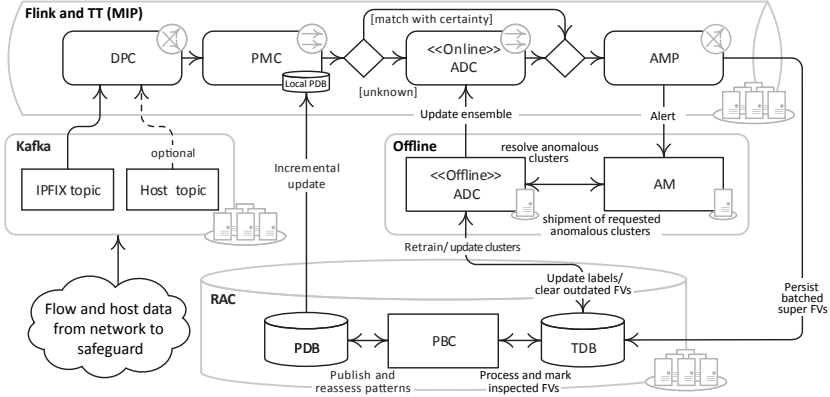 Flink and TT (MIP)
[match with certainty]
DPC
PMC
<<Online>>
ADC
AMP
Local PDB
[unknown]
Update ensemble
Alert
Kafka
optional
IPFIX topic
Host topic
Incremental
update
Offline
resolve anomalous
clusters
<<Offline>>
ADC
AM
shipment of requested
anomalous clusters
Retrain/ update clusters
Flow and host data
from network to
safeguard
RAC
Update labels/
clear outdated FVs
Persist
batched
super FVs
PDB
PBC
TDB
Publish and
reassess patterns
Process and mark
inspected FVs